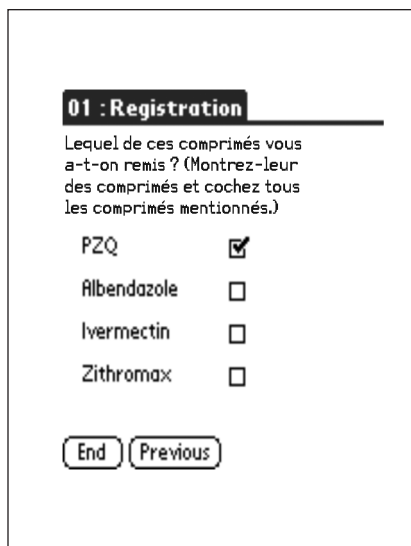 01 : Registration
Lequel de ces comprimés vous
a-t-on remis ? (Montrez-leur
des comprimés et cochez tous
les comprimés mentionnés.)
PZQ
Albendazole
Ivermectin
Zithromax
End Previous